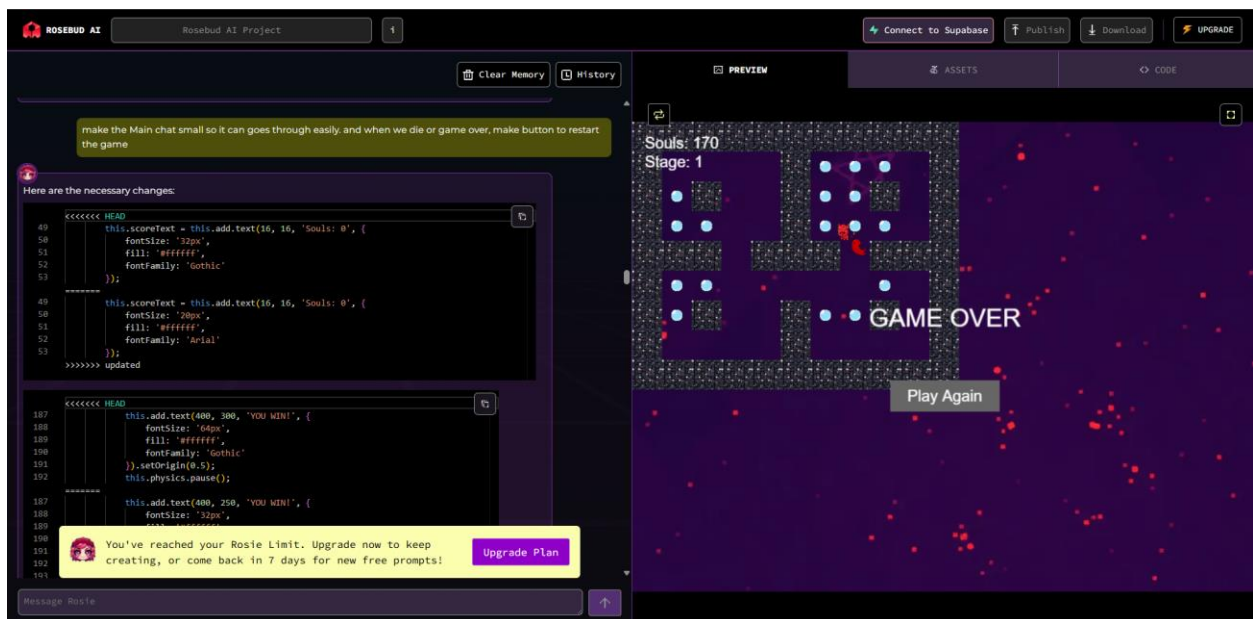 ROSEBUD AI
Rosebud AI Project
i
Connect to Supabase
Publish
Download
UPGRADE
Clear Memory
History
make the Main chat small so it can goes through easily. and when we die or game over, make button to restart
the game
Here are the necessary changes:
<<<<<<< HEAD
49 this.scoreText = this.add.text(16, 16, 'Souls: 0', {
50 fontSize: '32px',
51 fill: '#ffffff',
52 fontFamily: 'Gothic'
53 });
=======
49 this.scoreText = this.add.text(16, 16, 'Souls: 0', {
50 fontSize: '20px',
51 fill: '#ffffff',
52 fontFamily: 'Arial'
53 });
>>>>>>> updated
<<<<<<< HEAD
187 this.add.text(400, 300, 'YOU WIN!', {
188 fontSize: '64px',
189 fill: '#ffffff',
190 fontFamily: 'Gothic'
191 }).setOrigin(0.5);
192 this.physics.pause();
=======
187 this.add.text(400, 250, 'YOU WIN!', {
188 fontSize: '32px',
189
190
191
192
193
You've reached your Rosie Limit. Upgrade now to keep
creating, or come back in 7 days for new free prompts!
Upgrade Plan
Message Rosie
PREVIEW
ASSETS
CODE
Souls: 170
Stage: 1
GAME OVER
Play Again